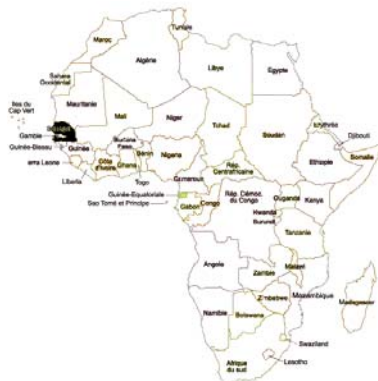 Tunisie
Maroc
Algérie
Libye
Egypte
Sahara
Occidental
Iles du
Cap Vert
Mauritanie
Mali
Niger
Tchad
Soudan
Erythrée
Djibouti
Gambie
Guinée-Bissau
Guinée
Burkina
Faso
Bénin
Nigeria
Côte
d'Ivoire
Ghana
Togo
Liberia
erra Leone
Rép.
Centrafricaine
Ethiopie
Somalie
Cameroun
Guinée-Equatoriale
Sao Tomé et Principe
Gabon
Congo
Rép. Démoc.
du Congo
Ouganda
Kenya
Rwanda
Burundi
Tanzanie
Angola
Zambie
Malawi
Mozambique
Zimbabwe
Madagascar
Namibie
Botswana
Swaziland
Lesotho
Afrique
du sud